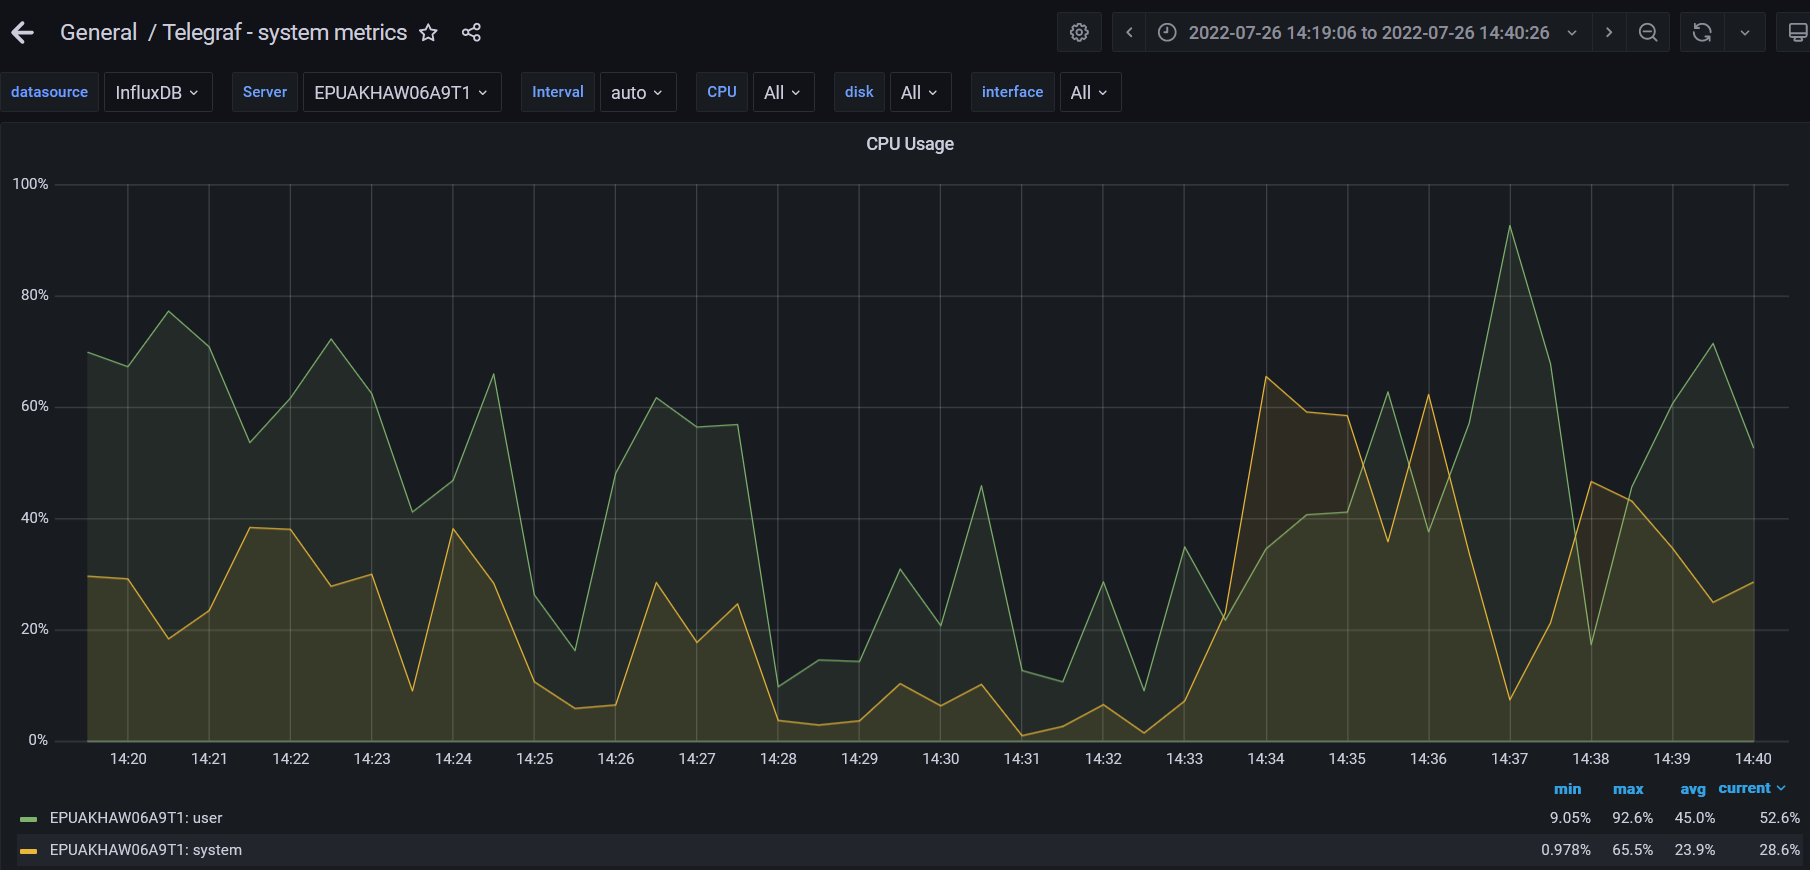 General / Telegraf - system metrics 2022-07-26 14:19:06 to 2022-07-26 14:40:26
datasource InfluxDB Server EPUAKHAW06A9T1 Interval auto CPU All disk All interface All
CPU Usage
100%
80%
60%
40%
20%
0%
14:20 14:21 14:22 14:23 14:24 14:25 14:26 14:27 14:28 14:29 14:30 14:31 14:32 14:33 14:34 14:35 14:36 14:37 14:38 14:39 14:40
min max avg current
EPUAKHAW06A9T1: user 9.05% 92.6% 45.0% 52.6%
EPUAKHAW06A9T1: system 0.978% 65.5% 23.9% 28.6%